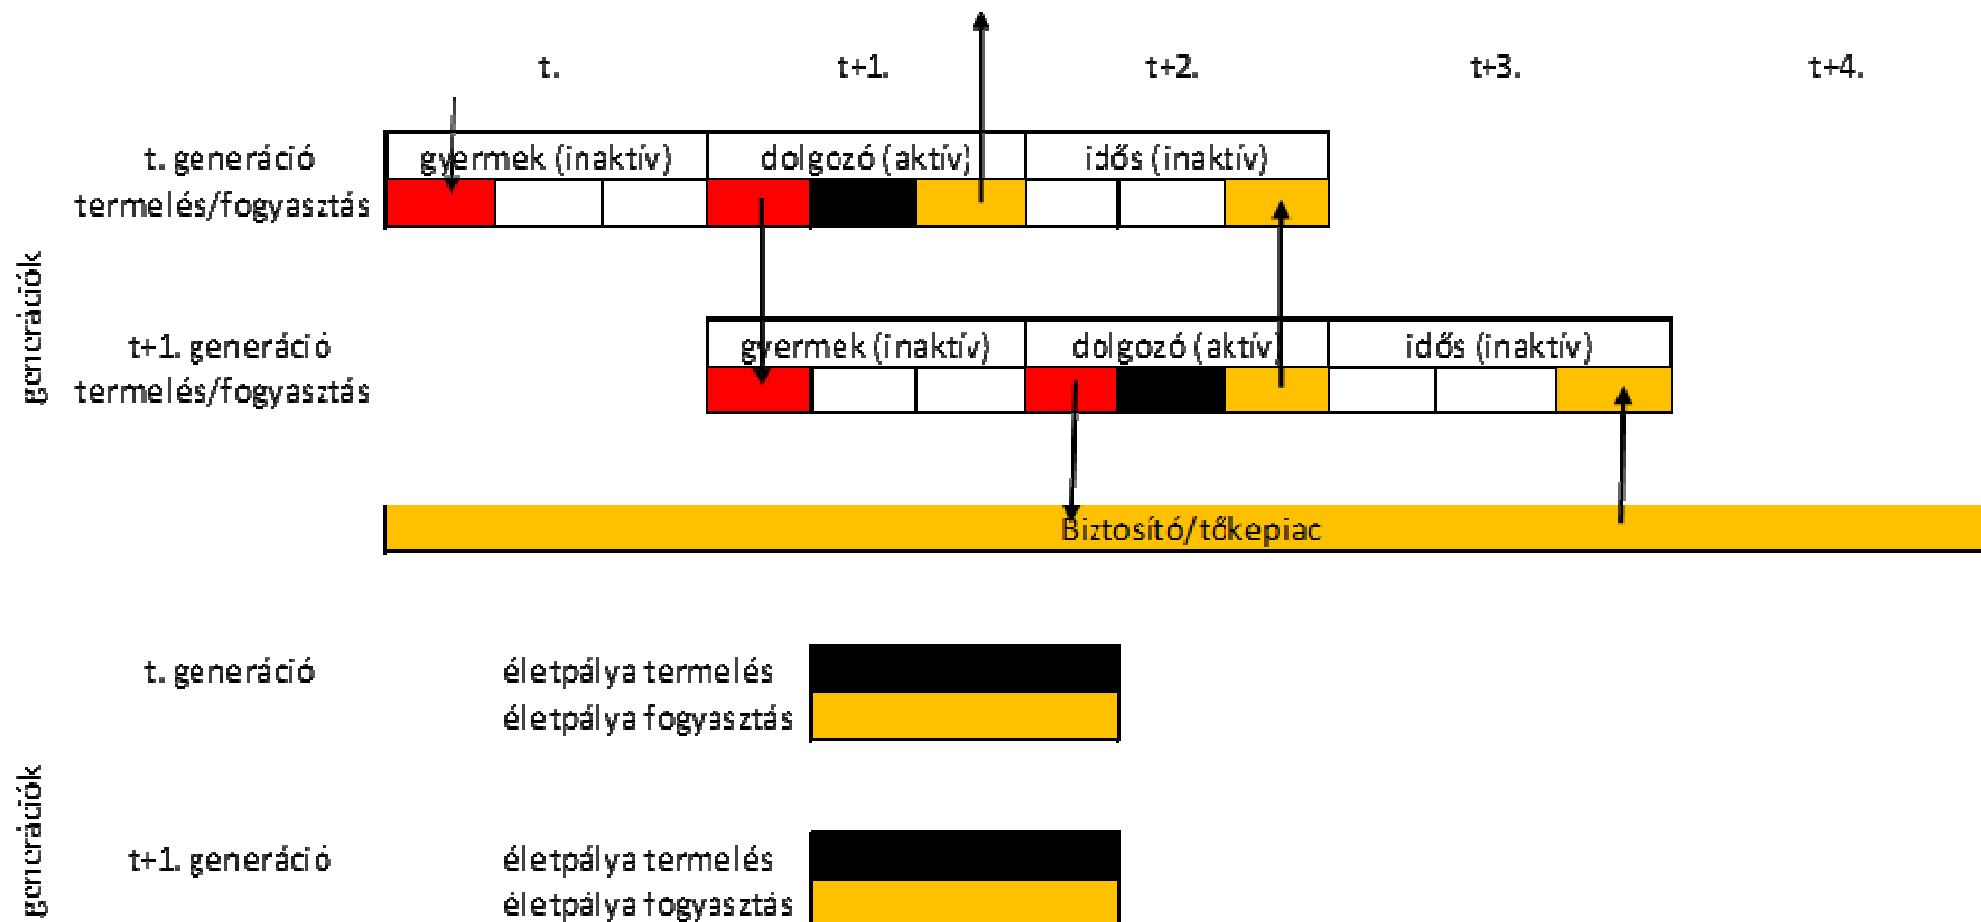 t. t+1. t+2. t+3. t+4.
t. generáció gyermek (inaktív) dolgozó (aktív) idős (inaktív)
termelés/fogyasztás
generációk
t+1. generáció gyermek (inaktív) dolgozó (aktív) idős (inaktív)
termelés/fogyasztás
Biztosító/tőkepiac
t. generáció életpálya termelés
életpálya fogyasztás
generációk
t+1. generáció életpálya termelés
életpálya fogyasztás